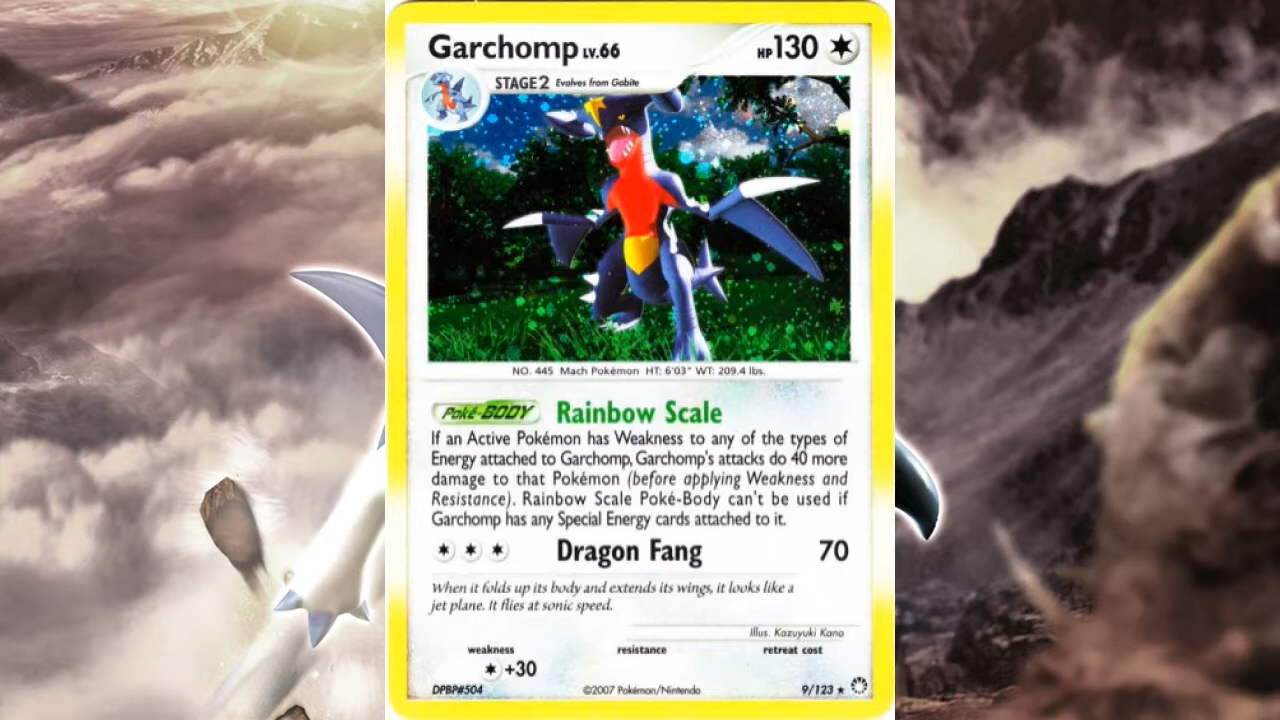 Garchomp LV.66 HP 130
STAGE 2 Evolves from Gabite
NO. 445 Mach Pokémon HT: 6'03" WT: 209.4 lbs.
Poké-BODY Rainbow Scale
If an Active Pokémon has Weakness to any of the types of
Energy attached to Garchomp, Garchomp's attacks do 40 more
damage to that Pokémon (before applying Weakness and
Resistance). Rainbow Scale Poké-Body can't be used if
Garchomp has any Special Energy cards attached to it.
Dragon Fang 70
When it folds up its body and extends its wings, it looks like a
jet plane. It flies at sonic speed.
Illus. Kazuyuki Kano
weakness resistance retreat cost
+30
DPBP#504 ©2007 Pokémon/Nintendo 9/123